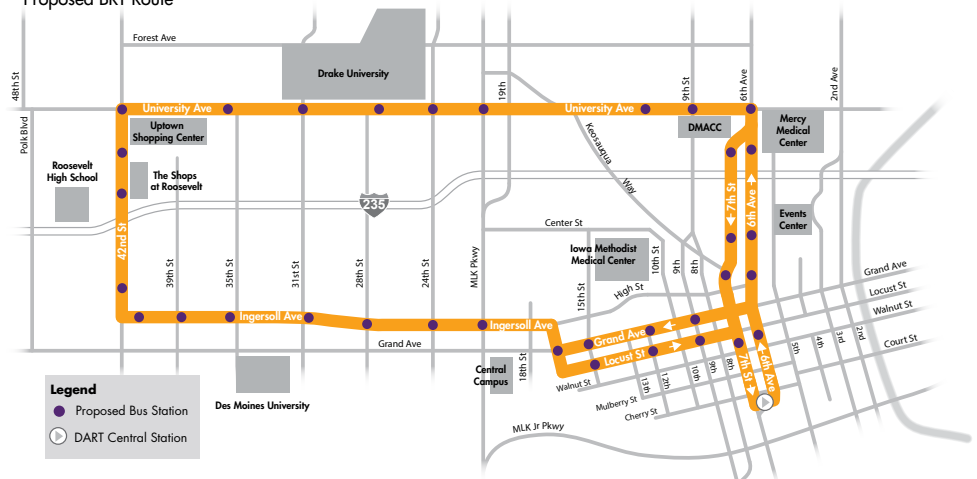 Proposed BRT Route
Forest Ave
Drake University
48th St
19th
9th St
6th Ave
2nd Ave
University Ave
University Ave
Polk Blvd
Uptown
Shopping Center
Keosauqua
Way
DMACC
Mercy
Medical
Center
Roosevelt
High School
The Shops
at Roosevelt
235
7th St
6th Ave
Events
Center
42nd St
Center St
Iowa Methodist
Medical Center
39th St
35th St
31st St
28th St
24th St
MLK Pkwy
15th St
High St
10th St
9th
8th
Grand Ave
Locust St
Walnut St
Court St
Ingersoll Ave
Ingersoll Ave
Grand Ave
Grand Ave
Locust St
Central
Campus
18th St
Walnut St
Mulberry St
Cherry St
13th
12th
10th
9th
8th
7th St
6th Ave
5th
4th
3rd
2nd
Des Moines University
MLK Jr Pkwy
Legend
Proposed Bus Station
DART Central Station